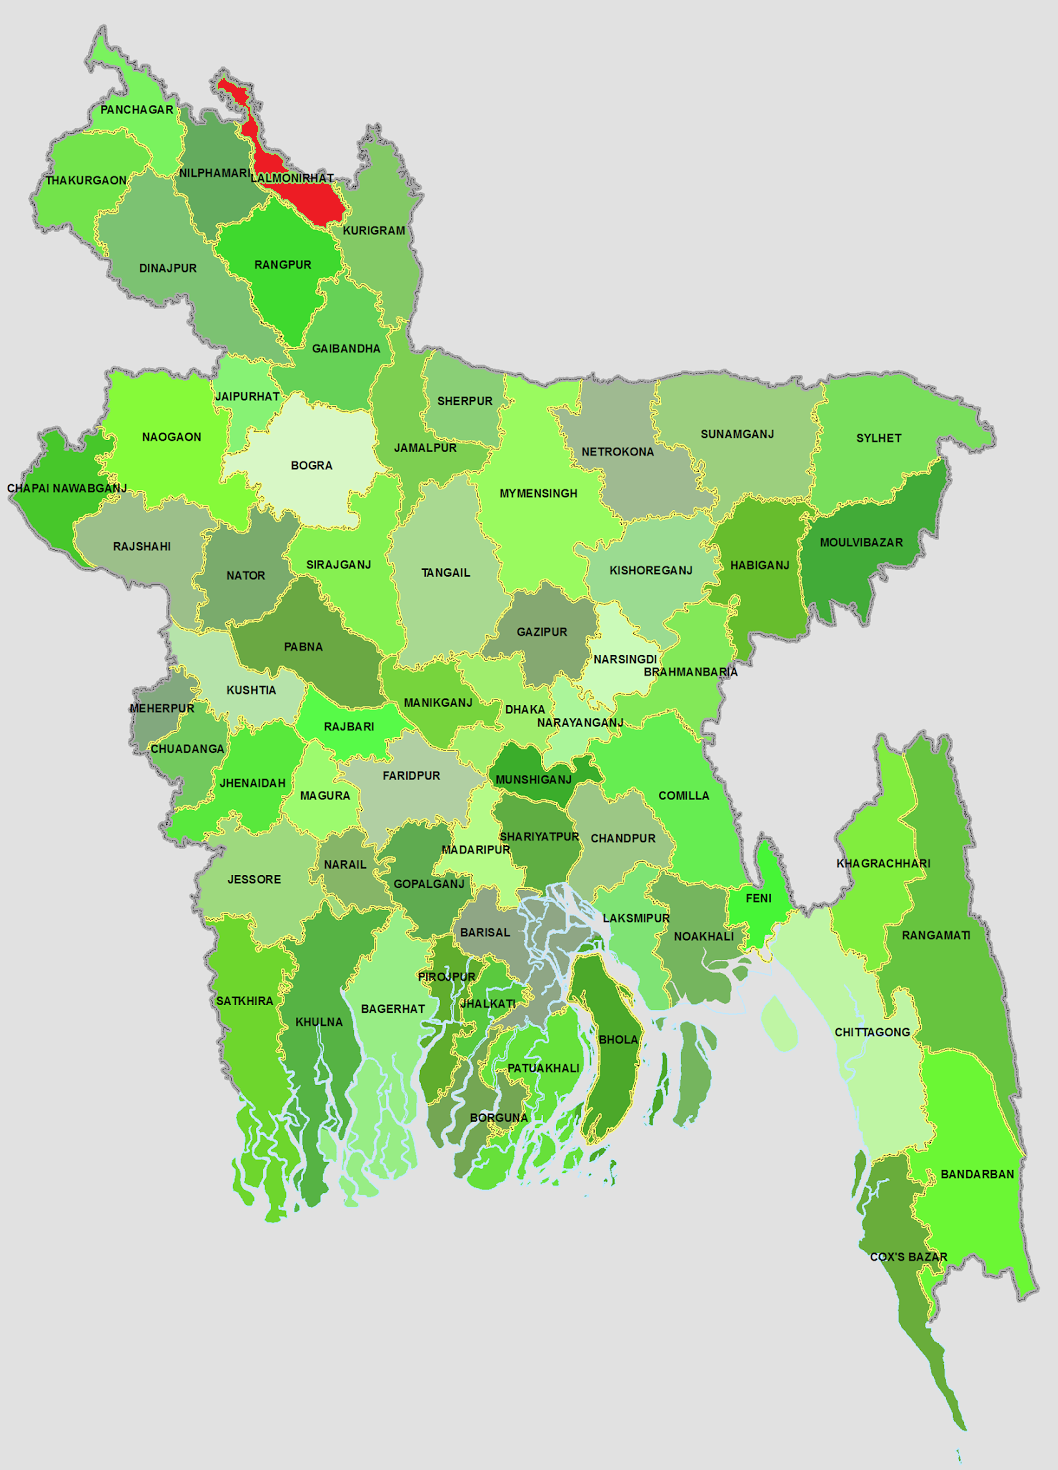 PANCHAGAR
THAKURGAON
NILPHAMARI
LALMONIRHAT
KURIGRAM
DINAJPUR
RANGPUR
GAIBANDHA
JAIPURHAT
SHERPUR
NAOGAON
BOGRA
JAMALPUR
NETROKONA
SUNAMGANJ
SYLHET
CHAPAI NAWABGANJ
MYMENSINGH
RAJSHAHI
NATOR
SIRAJGANJ
TANGAIL
KISHOREGANJ
HABIGANJ
MOULVIBAZAR
PABNA
GAZIPUR
NARSINGDI
BRAHMANBARIA
KUSHTIA
MEHERPUR
RAJBARI
MANIKGANJ
DHAKA
NARAYANGANJ
CHUADANGA
JHENAIDAH
MAGURA
FARIDPUR
MUNSHIGANJ
COMILLA
SHARIYATPUR
CHANDPUR
MADARIPUR
NARAIL
JESSORE
GOPALGANJ
KHAGRACHHARI
FENI
LAKSMIPUR
NOAKHALI
RANGAMATI
BARISAL
PIROJPUR
JHALKATI
SATKHIRA
KHULNA
BAGERHAT
BHOLA
CHITTAGONG
PATUAKHALI
BORGUNA
BANDARBAN
COX'S BAZAR